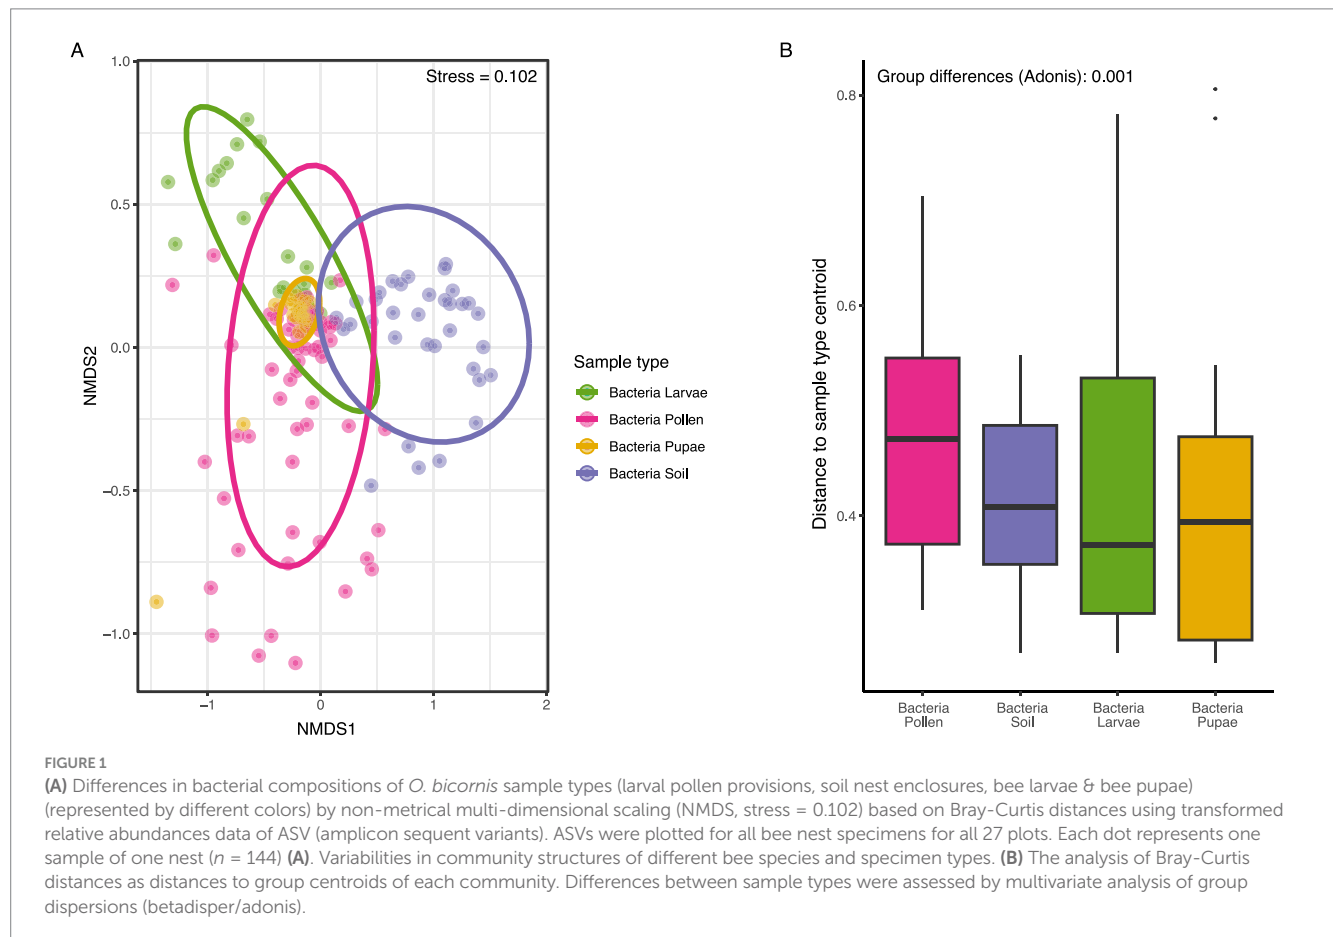 A
Stress = 0.102
1.0
0.5
0.0
−0.5
−1.0
NMDS2
−1
0
1
2
NMDS1
Sample type
Bacteria Larvae
Bacteria Pollen
Bacteria Pupae
Bacteria Soil
B
Group differences (Adonis): 0.001
0.8
0.6
0.4
Distance to sample type centroid
Bacteria
Pollen
Bacteria
Soil
Bacteria
Larvae
Bacteria
Pupae
FIGURE 1
(A) Differences in bacterial compositions of O. bicornis sample types (larval pollen provisions, soil nest enclosures, bee larvae & bee pupae)
(represented by different colors) by non-metrical multi-dimensional scaling (NMDS, stress = 0.102) based on Bray-Curtis distances using transformed
relative abundances data of ASV (amplicon sequent variants). ASVs were plotted for all bee nest specimens for all 27 plots. Each dot represents one
sample of one nest (n = 144) (A). Variabilities in community structures of different bee species and specimen types. (B) The analysis of Bray-Curtis
distances as distances to group centroids of each community. Differences between sample types were assessed by multivariate analysis of group
dispersions (betadisper/adonis).